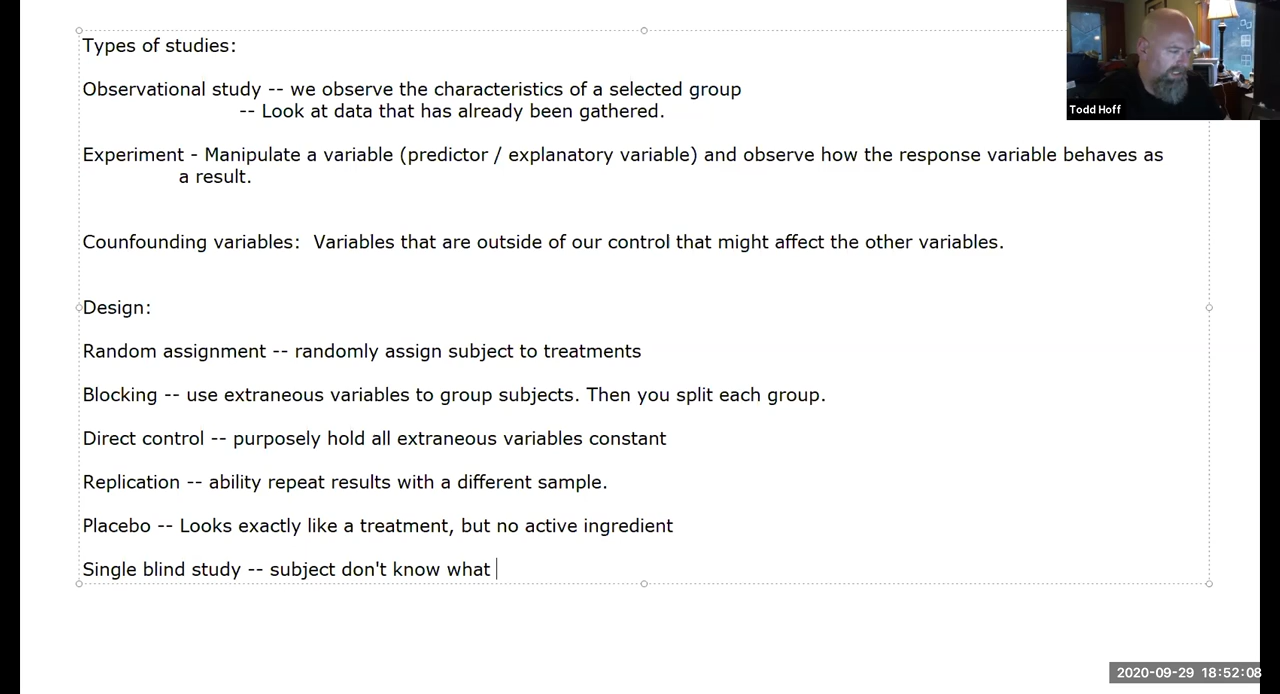 Types of studies:
Observational study -- we observe the characteristics of a selected group
-- Look at data that has already been gathered.
Experiment - Manipulate a variable (predictor / explanatory variable) and observe how the response variable behaves as
a result.
Counfounding variables:  Variables that are outside of our control that might affect the other variables.
Design:
Random assignment -- randomly assign subject to treatments
Blocking -- use extraneous variables to group subjects. Then you split each group.
Direct control -- purposely hold all extraneous variables constant
Replication -- ability repeat results with a different sample.
Placebo -- Looks exactly like a treatment, but no active ingredient
Single blind study -- subject don't know what
Todd Hoff
2020-09-29 18:52:08